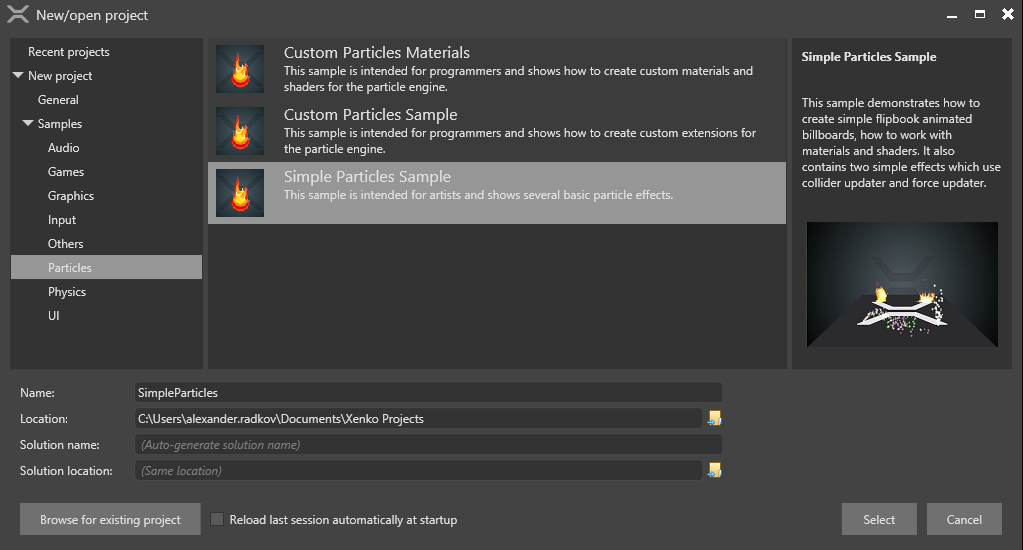 New/open project
Recent projects
New project
General
Samples
Audio
Games
Graphics
Input
Others
Particles
Physics
UI
Custom Particles Materials
This sample is intended for programmers and shows how to create custom materials and
shaders for the particle engine.
Custom Particles Sample
This sample is intended for programmers and shows how to create custom extensions for
the particle engine.
Simple Particles Sample
This sample is intended for artists and shows several basic particle effects.
Simple Particles Sample
This sample demonstrates how to
create simple flipbook animated
billboards, how to work with
materials and shaders. It also
contains two simple effects which use
collider updater and force updater.
Name:
SimpleParticles
Location:
C:\Users\alexander.radkov\Documents\Xenko Projects
Solution name:
(Auto-generate solution name)
Solution location:
(Same location)
Browse for existing project
Reload last session automatically at startup
Select
Cancel